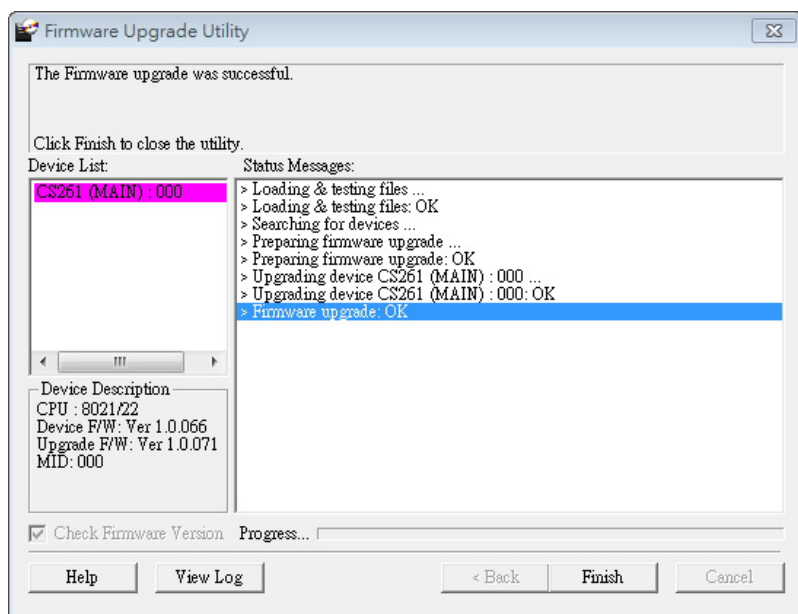 Firmware Upgrade Utility
The Firmware upgrade was successful.
Click Finish to close the utility.
Device List:
CS261 (MAIN) : 000
Device Description
CPU : 8021/22
Device F/W: Ver 1.0.066
Upgrade F/W: Ver 1.0.071
MID: 000
Status Messages:
> Loading & testing files ...
> Loading & testing files: OK
> Searching for devices ...
> Preparing firmware upgrade ...
> Preparing firmware upgrade: OK
> Upgrading device CS261 (MAIN) : 000 ...
> Upgrading device CS261 (MAIN) : 000: OK
> Firmware upgrade: OK
Check Firmware Version Progress...
Help View Log < Back Finish Cancel